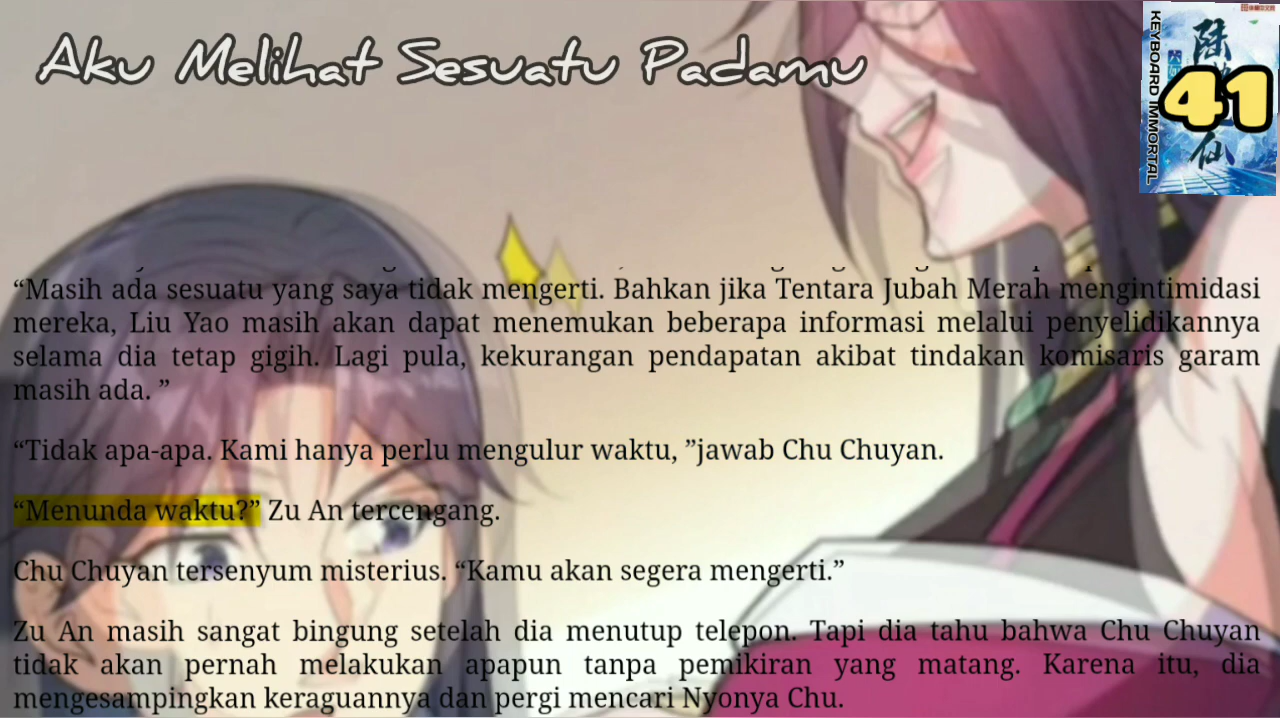 Aku Melihat Sesuatu Padamu
KEYBOARD IMMORTAL
陆
仙
41
“Masih ada sesuatu yang saya tidak mengerti. Bahkan jika Tentara Jubah Merah mengintimidasi
mereka, Liu Yao masih akan dapat menemukan beberapa informasi melalui penyelidikannya
selama dia tetap gigih. Lagi pula, kekurangan pendapatan akibat tindakan komisaris garam
masih ada. ”
“Tidak apa-apa. Kami hanya perlu mengulur waktu, ”jawab Chu Chuyan.
“Menunda waktu?” Zu An tercengang.
Chu Chuyan tersenyum misterius. “Kamu akan segera mengerti.”
Zu An masih sangat bingung setelah dia menutup telepon. Tapi dia tahu bahwa Chu Chuyan
tidak akan pernah melakukan apapun tanpa pemikiran yang matang. Karena itu, dia
mengesampingkan keraguannya dan pergi mencari Nyonya Chu.